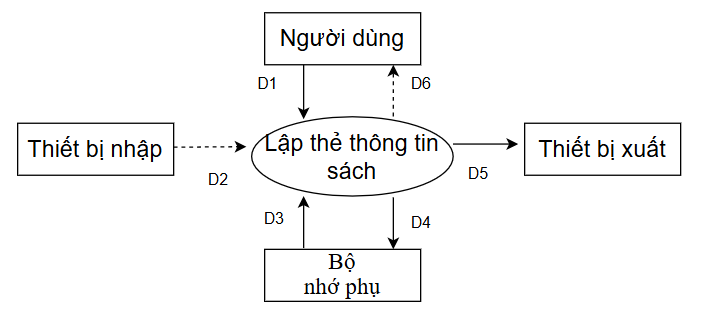 Người dùng
D1
D6
Thiết bị nhập
Lập thẻ thông tin
sách
Thiết bị xuất
D2
D5
D3
D4
Bộ
nhớ phụ